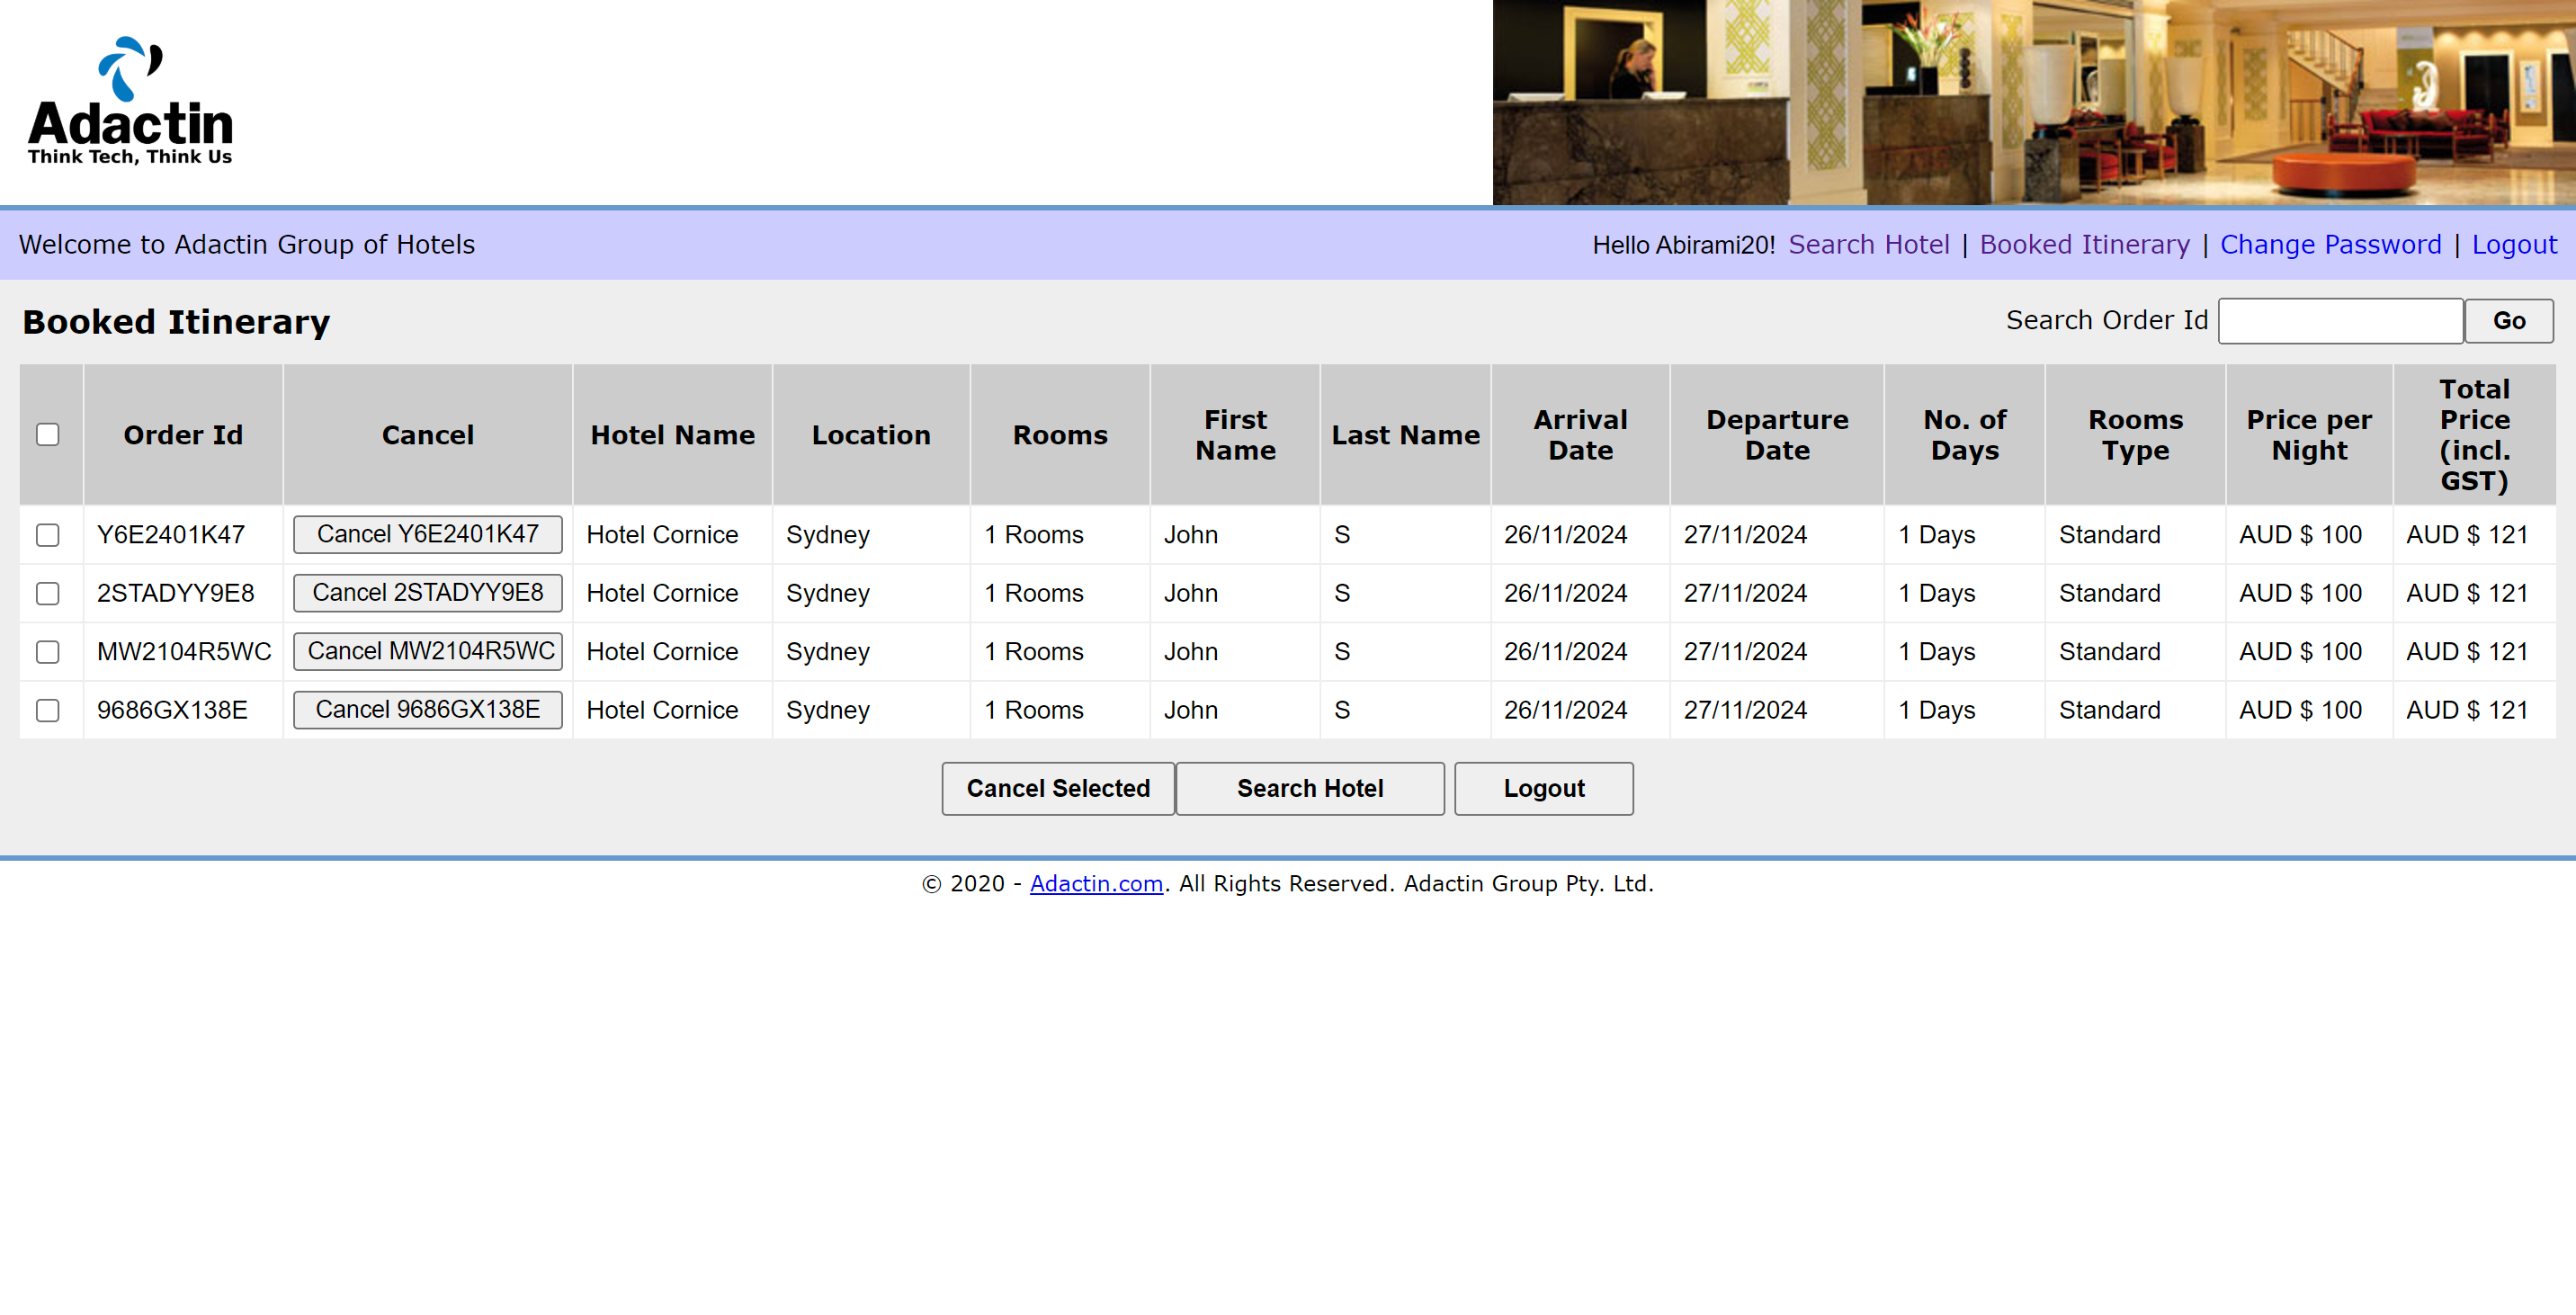 Adactin
Think Tech, Think Us
Welcome to Adactin Group of Hotels
Hello Abirami20! Search Hotel | Booked Itinerary | Change Password | Logout
Booked Itinerary
Search Order Id Go
Order Id Cancel Hotel Name Location Rooms First Name Last Name Arrival Date Departure Date No. of Days Rooms Type Price per Night Total Price (incl. GST)
Y6E2401K47 Cancel Y6E2401K47 Hotel Cornice Sydney 1 Rooms John S 26/11/2024 27/11/2024 1 Days Standard AUD $ 100 AUD $ 121
2STADYY9E8 Cancel 2STADYY9E8 Hotel Cornice Sydney 1 Rooms John S 26/11/2024 27/11/2024 1 Days Standard AUD $ 100 AUD $ 121
MW2104R5WC Cancel MW2104R5WC Hotel Cornice Sydney 1 Rooms John S 26/11/2024 27/11/2024 1 Days Standard AUD $ 100 AUD $ 121
9686GX138E Cancel 9686GX138E Hotel Cornice Sydney 1 Rooms John S 26/11/2024 27/11/2024 1 Days Standard AUD $ 100 AUD $ 121
Cancel Selected Search Hotel Logout
© 2020 - Adactin.com. All Rights Reserved. Adactin Group Pty. Ltd.